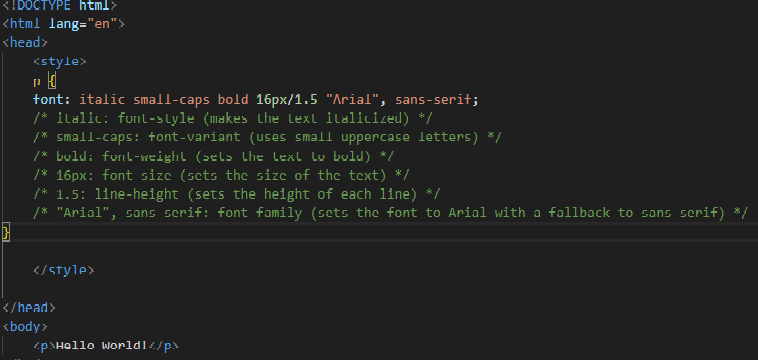 <!DOCTYPE html>
<html lang="en">
<head>
<style>
p {
font: italic small-caps bold 16px/1.5 "Arial", sans-serif;
/* italic: font-style (makes the text italicized) */
/* small-caps: font-variant (uses small uppercase letters) */
/* bold: font-weight (sets the text to bold) */
/* 16px: font size (sets the size of the text) */
/* 1.5: line-height (sets the height of each line) */
/* "Arial", sans serif: font family (sets the font to Arial with a fallback to sans serif) */
}
</style>
</head>
<body>
<p>Hello World!</p>